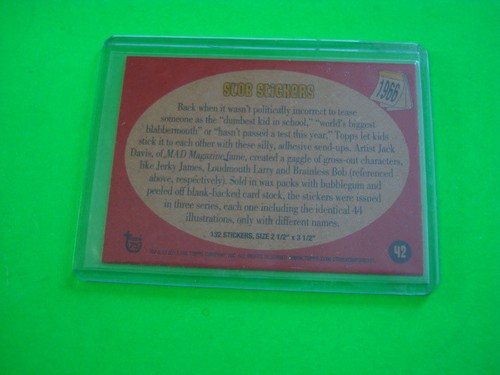 SLOB STICKERS
1966
Back when it wasn't politically incorrect to tease
someone as the "dumbest kid in school," "world's biggest
blabbermouth" or "hasn't passed a test this year," Topps let kids
stick it to each other with these silly, adhesive send-ups. Artist Jack
Davis, of MAD Magazine fame, created a gaggle of gross-out characters,
like Jerky James, Loudmouth Larry and Brainless Bob (referenced
above, respectively). Sold in wax packs with bubblegum and
peeled off blank-backed card stock, the stickers were issued
in three series, each one including the identical 44
illustrations, only with different names.
132 STICKERS, SIZE 2 1/2" x 3 1/2"
75
42